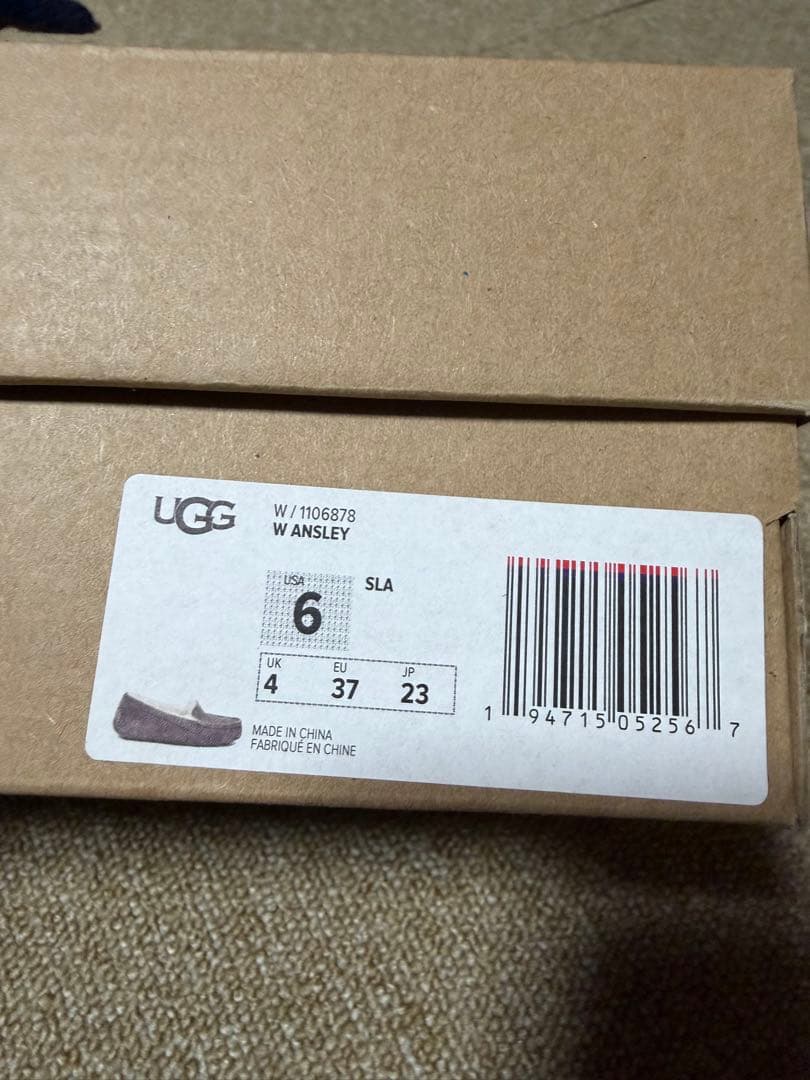 UGG
W / 1106878
W ANSLEY
USA
6
SLA
UK
4
EU
37
JP
23
MADE IN CHINA
FABRIQUÉ EN CHINE
1 94715 05256 7